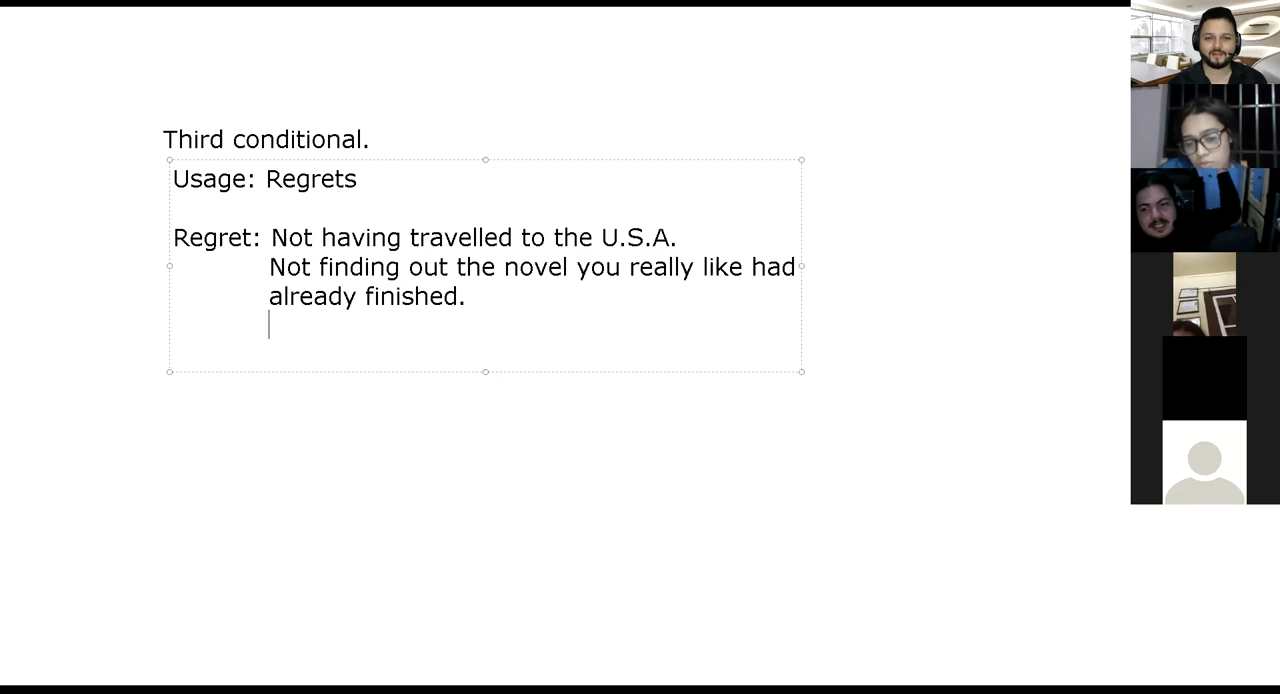 Third conditional.
Usage: Regrets
Regret: Not having travelled to the U.S.A.
Not finding out the novel you really like had
already finished.